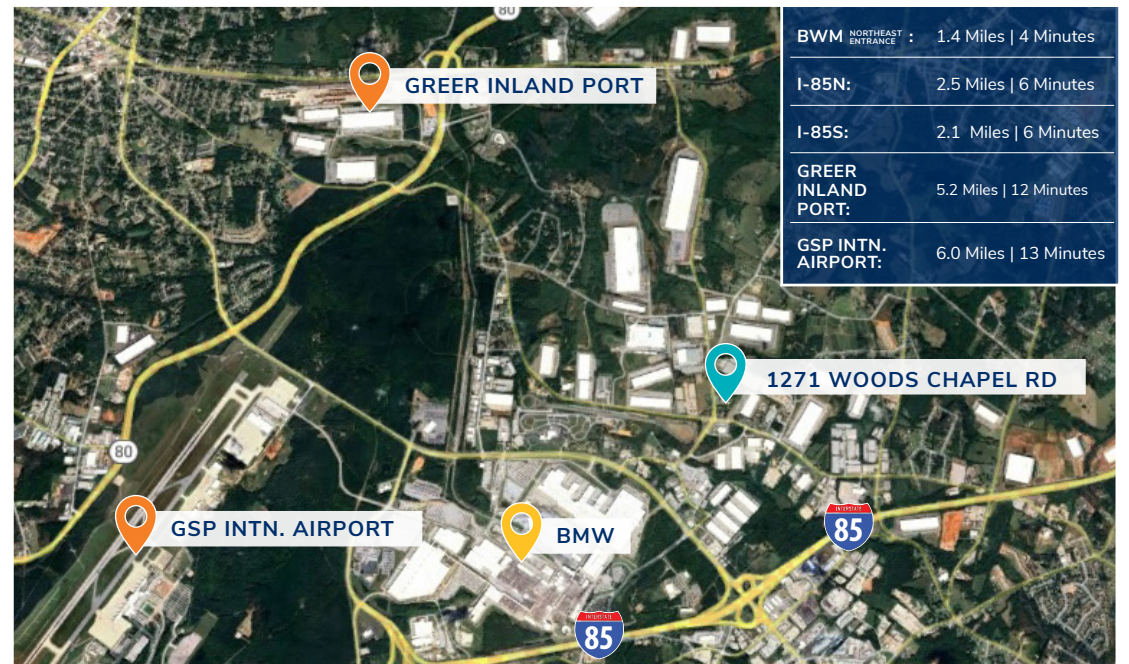 80
GREER INLAND PORT
BWM NORTHEAST ENTRANCE : 1.4 Miles | 4 Minutes
I-85N: 2.5 Miles | 6 Minutes
I-85S: 2.1 Miles | 6 Minutes
GREER
INLAND
PORT: 5.2 Miles | 12 Minutes
GSP INTN.
AIRPORT: 6.0 Miles | 13 Minutes
1271 WOODS CHAPEL RD
80
GSP INTN. AIRPORT
BMW
INTERSTATE
85
INTERSTATE
85